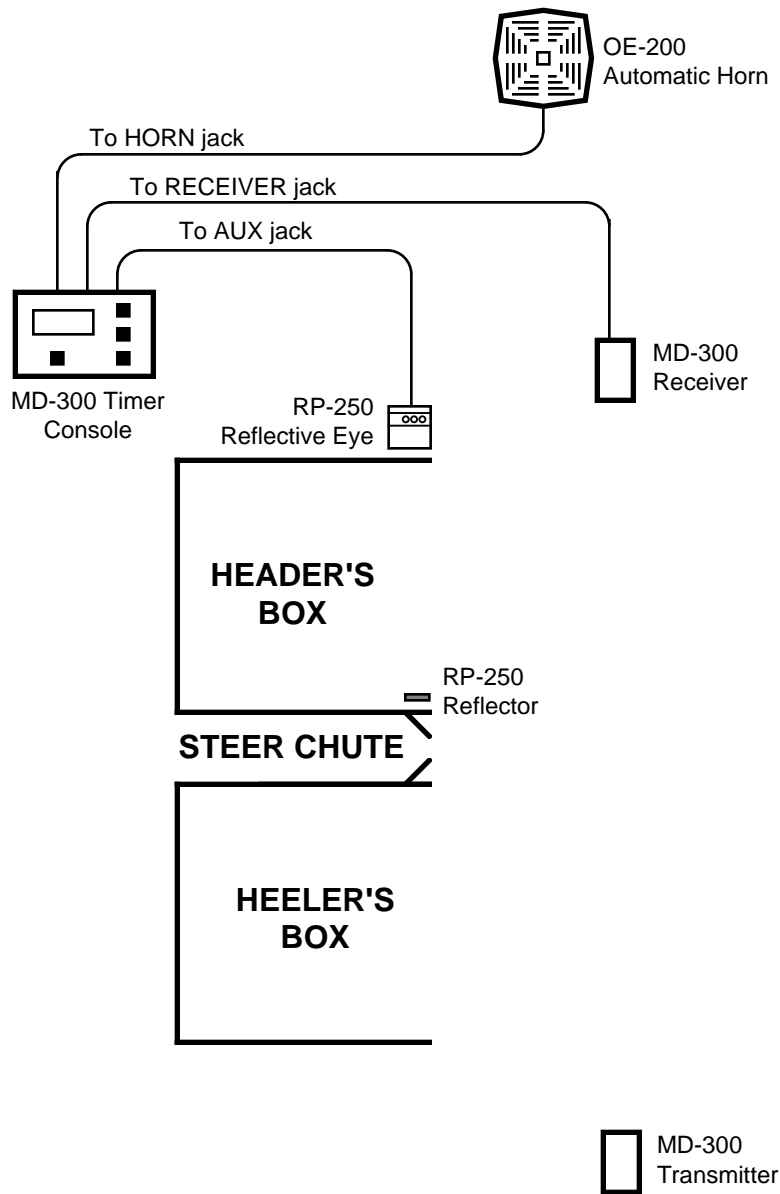 OE-200
Automatic Horn
To HORN jack
To RECEIVER jack
To AUX jack
MD-300 Timer
Console
RP-250
Reflective Eye
MD-300
Receiver
HEADER'S
BOX
RP-250
Reflector
STEER CHUTE
HEELER'S
BOX
MD-300
Transmitter